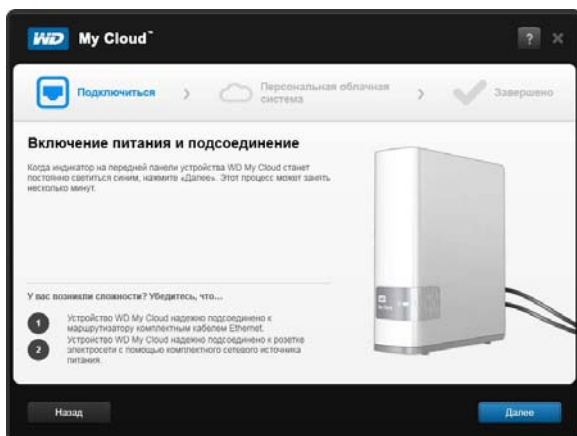 WD My Cloud™
?
Подключиться
Персональная облачная
система
Завершено
Включение питания и подсоединение
Когда индикатор на передней панели устройства WD My Cloud станет
постоянно светиться синим, нажмите «Далее». Этот процесс может занять
несколько минут.
У вас возникли сложности? Убедитесь, что...
1 Устройство WD My Cloud надежно подсоединено к
маршрутизатору комплектным кабелем Ethernet.
2 Устройство WD My Cloud надежно подсоединено к розетке
электросети с помощью комплектного сетевого источника
питания.
Назад
Далее